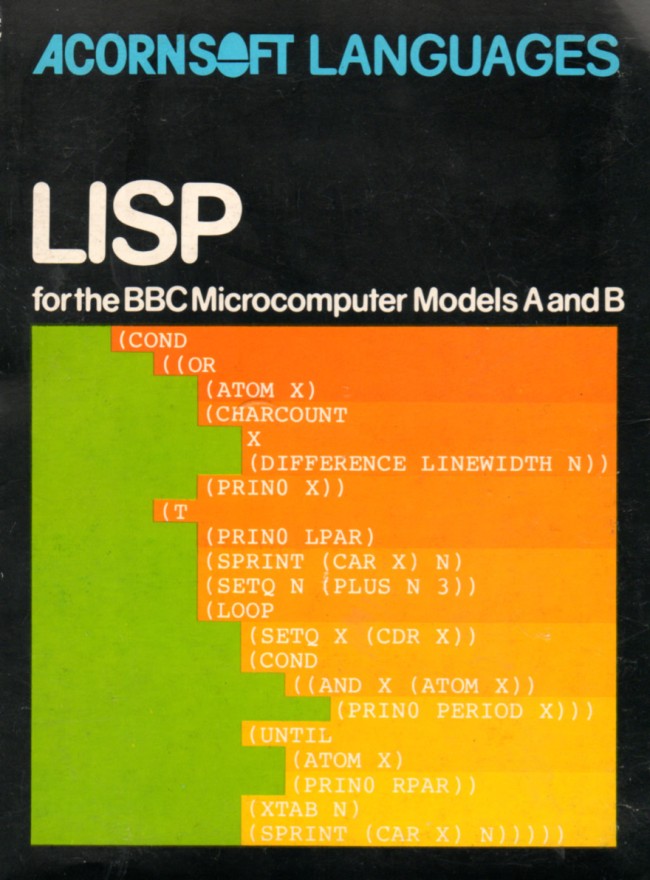 ACORNSOFT LANGUAGES
LISP
for the BBC Microcomputer Models A and B
(COND
((OR
(ATOM X)
(CHARCOUNT
X
(DIFFERENCE LINEWIDTH N))
(PRIN0 X))
(T
(PRIN0 LPAR)
(SPRINT (CAR X) N)
(SETQ N (PLUS N 3))
(LOOP
(SETQ X (CDR X))
(COND
((AND X (ATOM X))
(PRIN0 PERIOD X)))
(UNTIL
(ATOM X)
(PRIN0 RPAR))
(XTAB N)
(SPRINT (CAR X) N)))))